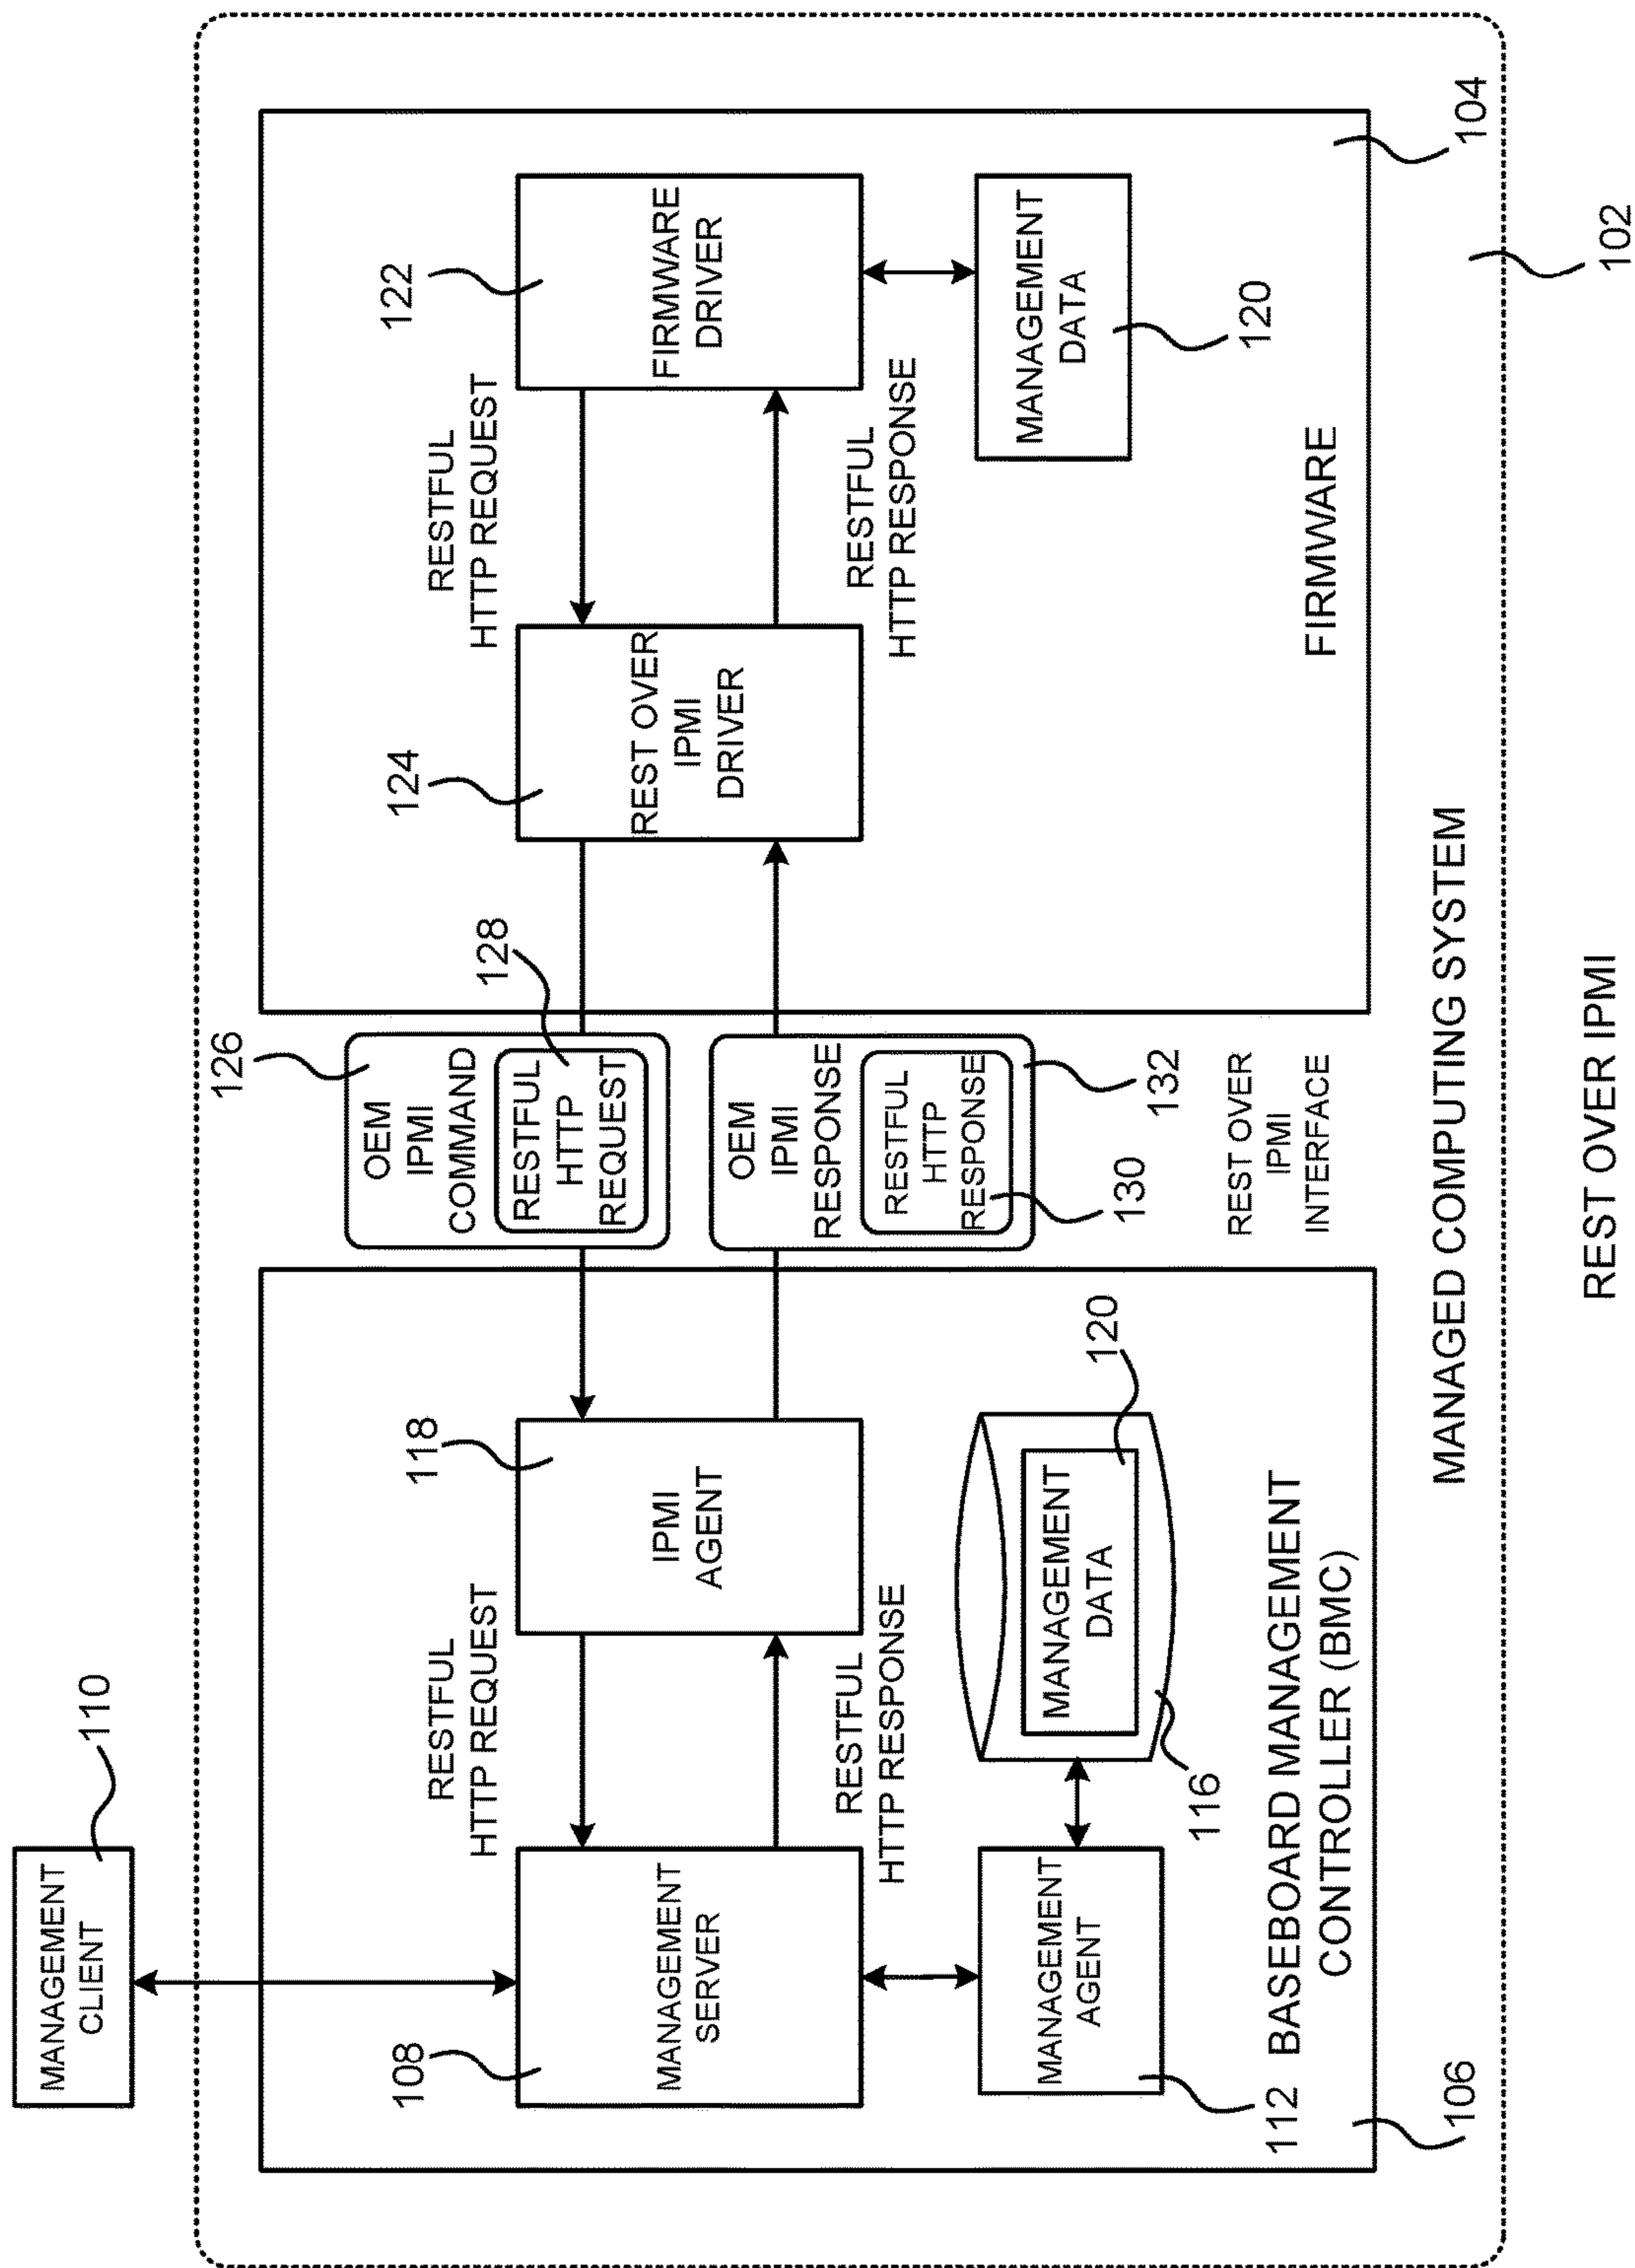 MANAGEMENT
CLIENT
110
108
MANAGEMENT
SERVER
RESTFUL
HTTP REQUEST
RESTFUL
HTTP RESPONSE
118
IPMI
AGENT
MANAGEMENT
AGENT
112
MANAGEMENT
DATA
120
116
BASEBOARD MANAGEMENT
CONTROLLER (BMC)
106
126
OEM
IPMI
COMMAND
128
RESTFUL
HTTP
REQUEST
OEM
IPMI
RESPONSE
RESTFUL
HTTP
RESPONSE
130
132
REST OVER
IPMI
INTERFACE
124
REST OVER
IPMI
DRIVER
RESTFUL
HTTP REQUEST
RESTFUL
HTTP RESPONSE
122
FIRMWARE
DRIVER
MANAGEMENT
DATA
120
FIRMWARE
104
MANAGED COMPUTING SYSTEM
102
REST OVER IPMI